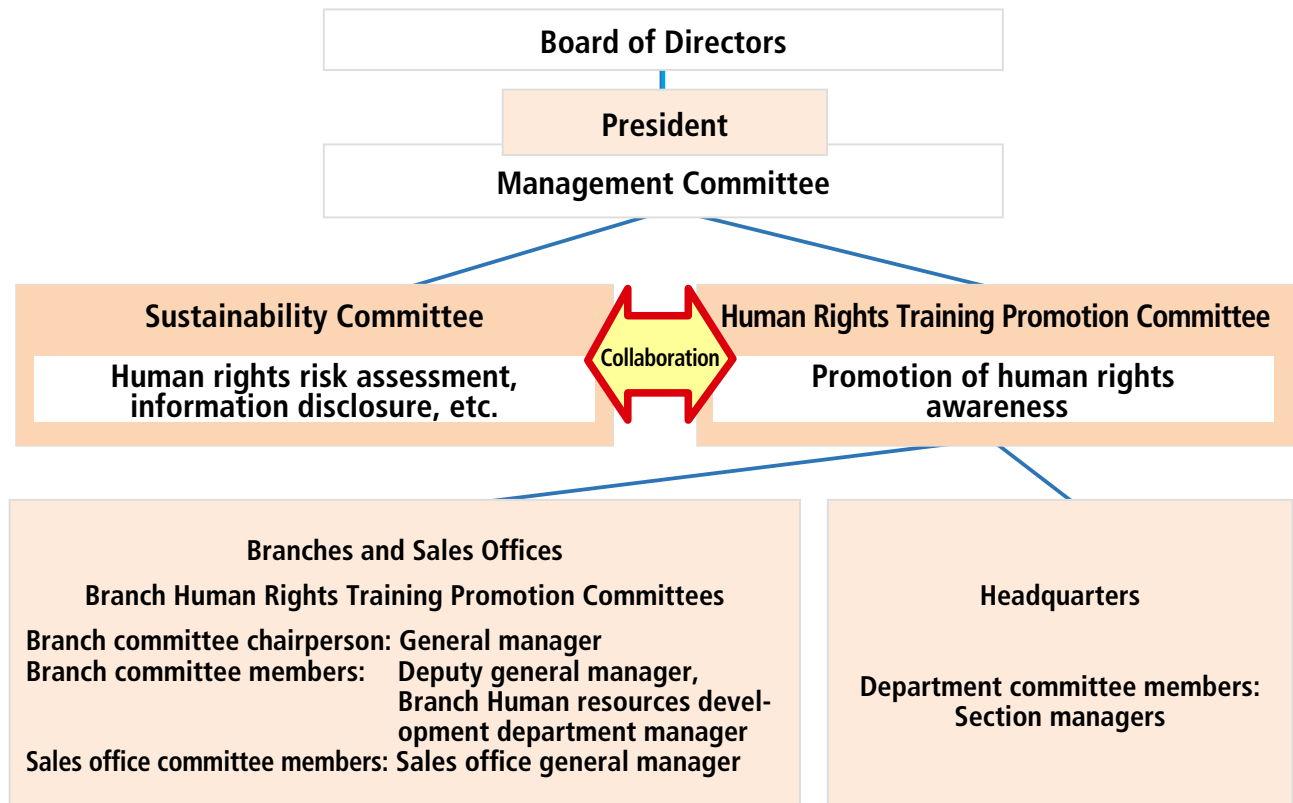 Board of Directors
President
Management Committee
Sustainability Committee
Human rights risk assessment,
information disclosure, etc.
Collaboration
Human Rights Training Promotion Committee
Promotion of human rights
awareness
Branches and Sales Offices
Branch Human Rights Training Promotion Committees
Branch committee chairperson: General manager
Branch committee members: Deputy general manager,
Branch Human resources devel-
opment department manager
Sales office committee members: Sales office general manager
Headquarters
Department committee members:
Section managers